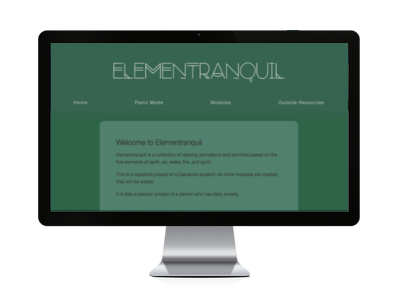 ELEMENTRANQUIL
Home Panic Mode Modules Outside Resources
Welcome to Elementranquil
Elementranquil is a collection of relaxing animations and activities based on the
five elements of earth, air, water, fire, and spirit.
This is a capstone project of a Galvanize student. As more modules are created,
they will be added.
It is also a passion project of a person who has daily anxiety.